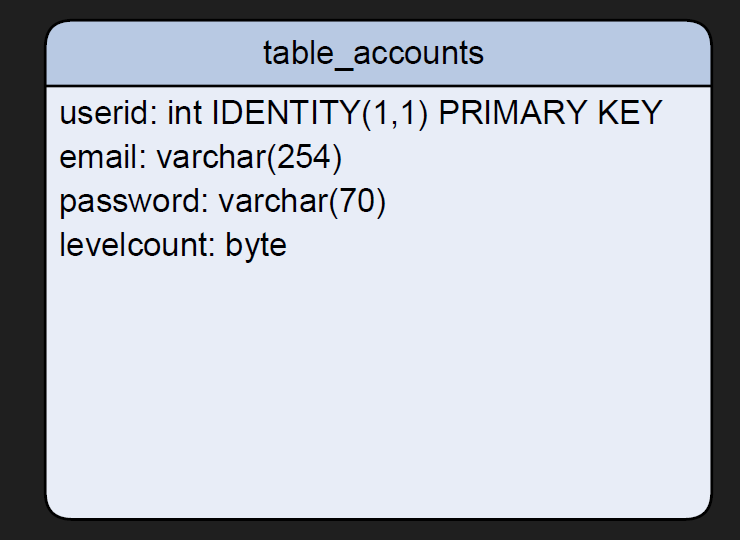 table_accounts
userid: int IDENTITY(1,1) PRIMARY KEY
email: varchar(254)
password: varchar(70)
levelcount: byte